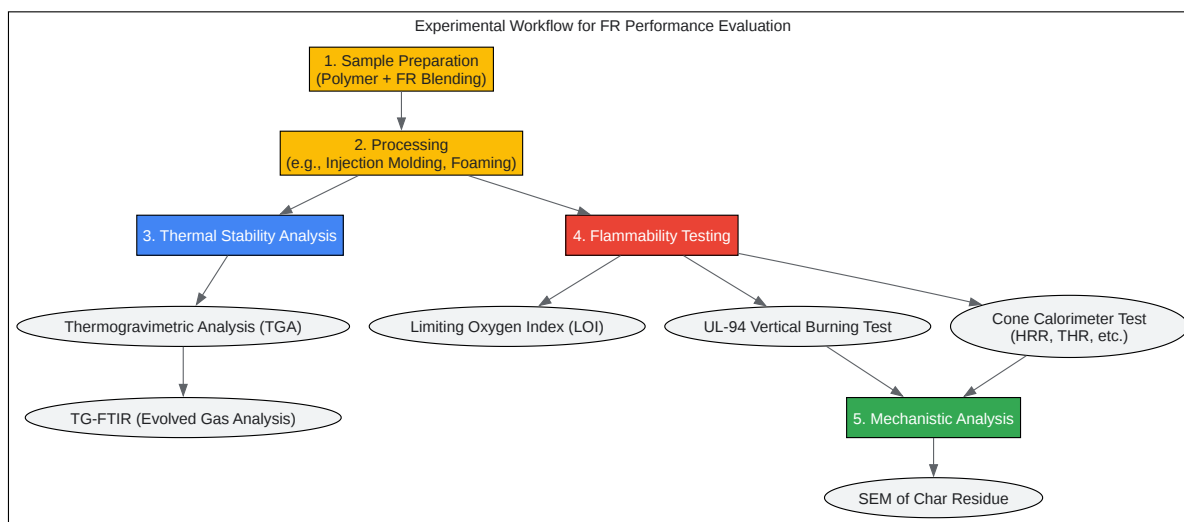 Experimental Workflow for FR Performance Evaluation
1. Sample Preparation
(Polymer + FR Blending)
2. Processing
(e.g., Injection Molding, Foaming)
3. Thermal Stability Analysis
4. Flammability Testing
Thermogravimetric Analysis (TGA)
Limiting Oxygen Index (LOI)
UL-94 Vertical Burning Test
Cone Calorimeter Test
(HRR, THR, etc.)
TG-FTIR (Evolved Gas Analysis)
5. Mechanistic Analysis
SEM of Char Residue